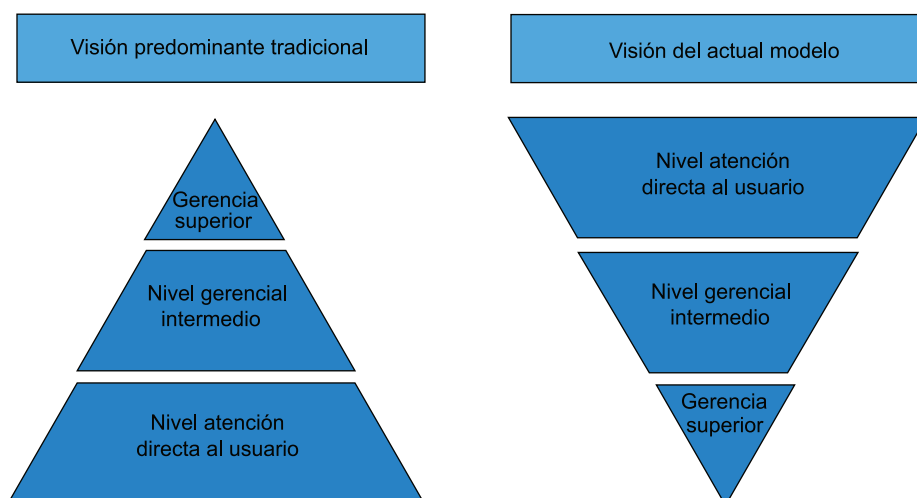 Visión predominante tradicional
Gerencia
superior
Nivel gerencial
intermedio
Nivel atención
directa al usuario
Visión del actual modelo
Nivel atención
directa al usuario
Nivel gerencial
intermedio
Gerencia
superior